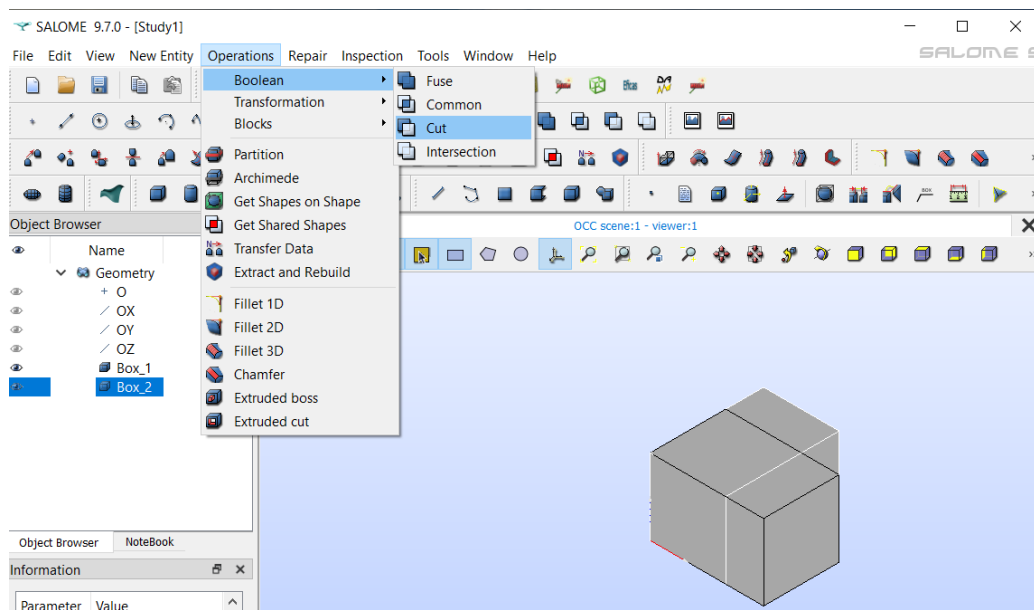 SALOME 9.7.0 - [Study1]
File Edit View New Entity Operations Repair Inspection Tools Window Help
SALOME
Boolean
Transformation
Blocks
Partition
Archimede
Get Shapes on Shape
Get Shared Shapes
Transfer Data
Extract and Rebuild
Fillet 1D
Fillet 2D
Fillet 3D
Chamfer
Extruded boss
Extruded cut
Fuse
Common
Cut
Intersection
Object Browser
Name
Geometry
O
OX
OY
OZ
Box_1
Box_2
OCC scene:1 - viewer:1
Object Browser NoteBook
Information
Parameter Value